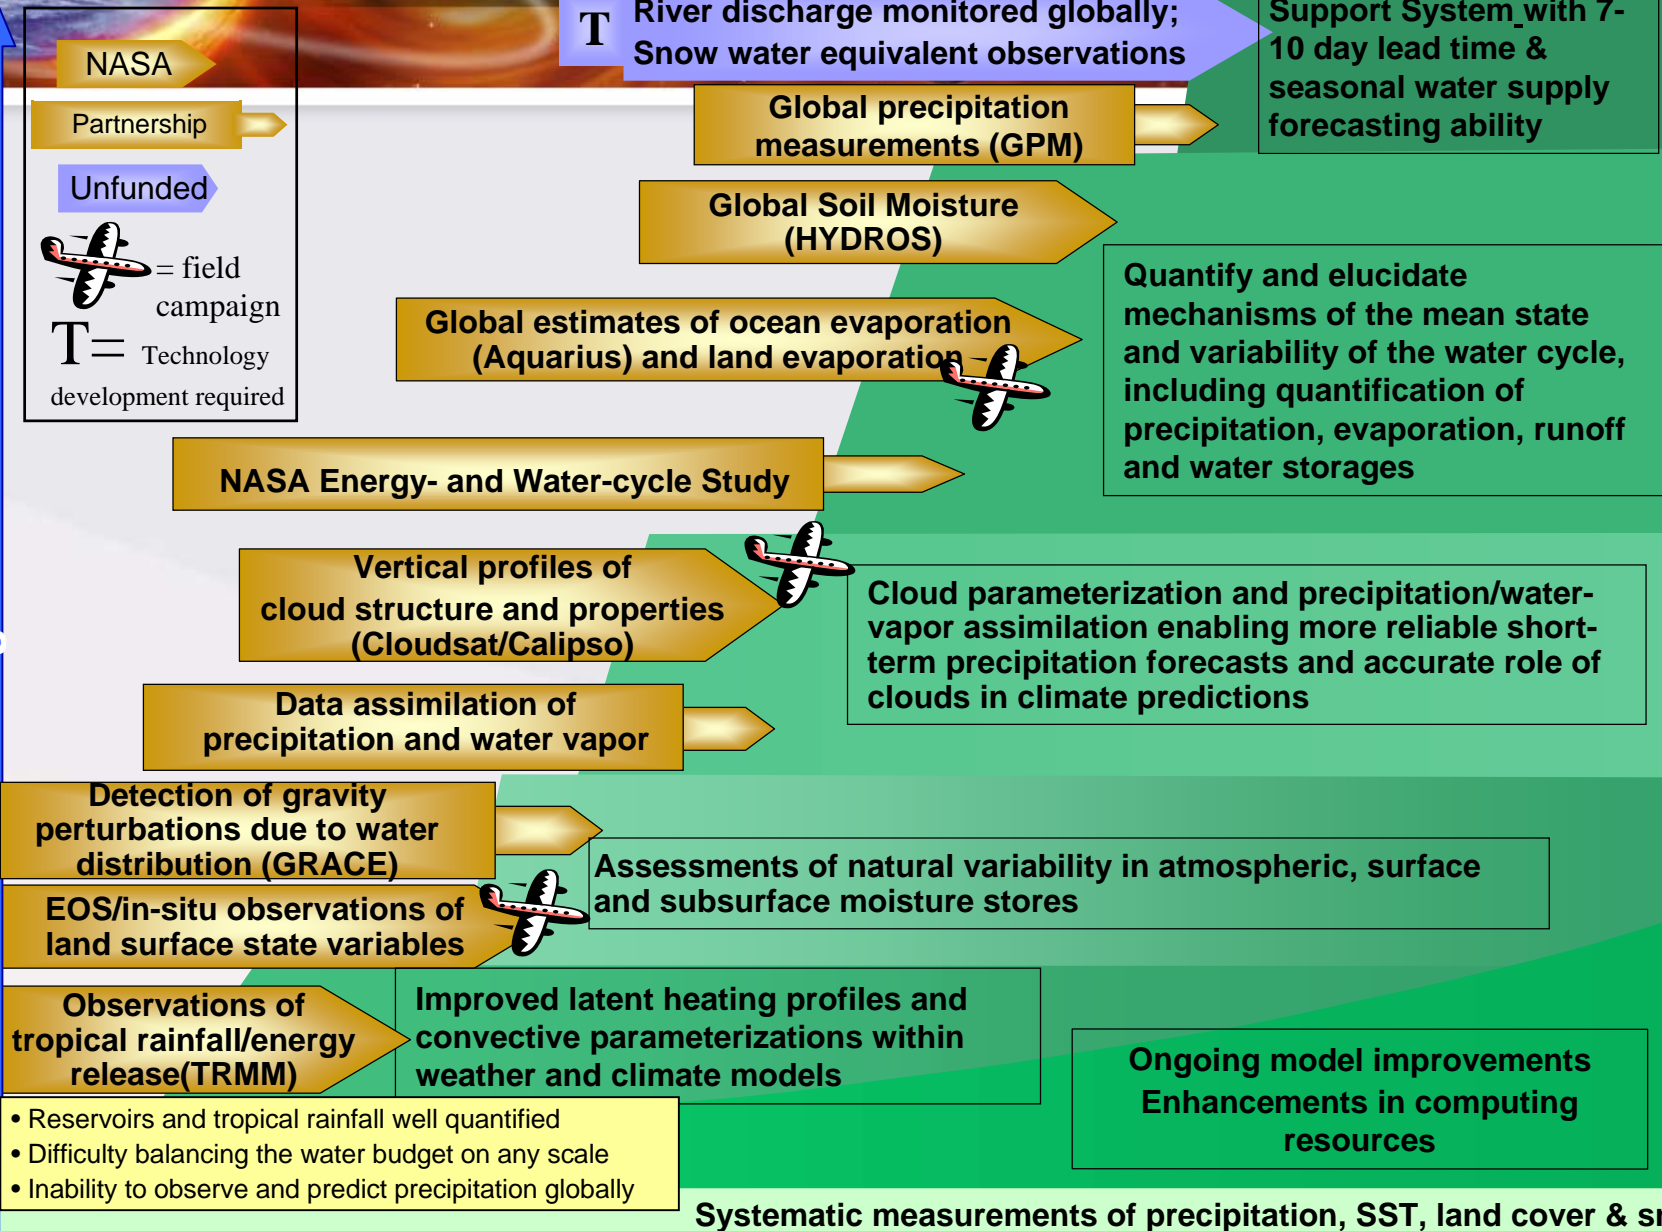 T
River discharge monitored globally;
Snow water equivalent observations
Support System with 7-
10 day lead time &
seasonal water supply
forecasting ability
NASA
Partnership
Unfunded
= field
campaign
T= Technology
development required
Global precipitation
measurements (GPM)
Global Soil Moisture
(HYDROS)
Global estimates of ocean evaporation
(Aquarius) and land evaporation
Quantify and elucidate
mechanisms of the mean state
and variability of the water cycle,
including quantification of
precipitation, evaporation, runoff
and water storages
NASA Energy- and Water-cycle Study
Vertical profiles of
cloud structure and properties
(Cloudsat/Calipso)
Cloud parameterization and precipitation/water-
vapor assimilation enabling more reliable short-
term precipitation forecasts and accurate role of
clouds in climate predictions
Data assimilation of
precipitation and water vapor
Detection of gravity
perturbations due to water
distribution (GRACE)
Assessments of natural variability in atmospheric, surface
and subsurface moisture stores
EOS/in-situ observations of
land surface state variables
Observations of
tropical rainfall/energy
release(TRMM)
Improved latent heating profiles and
convective parameterizations within
weather and climate models
Ongoing model improvements
Enhancements in computing
resources
• Reservoirs and tropical rainfall well quantified
• Difficulty balancing the water budget on any scale
• Inability to observe and predict precipitation globally
Systematic measurements of precipitation, SST, land cover &